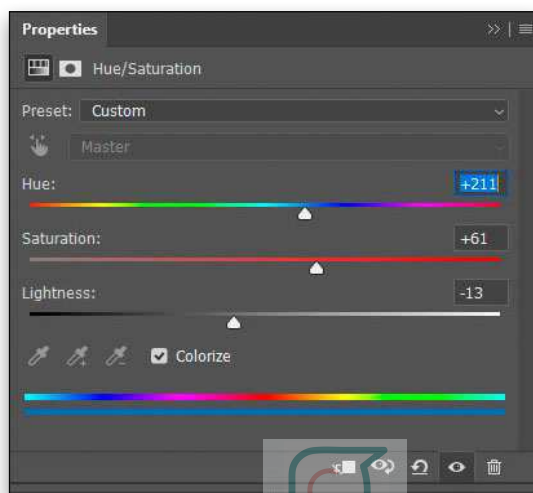 Properties
Hue/Saturation
Preset: Custom
Master
Hue: +211
Saturation: +61
Lightness: -13
Colorize